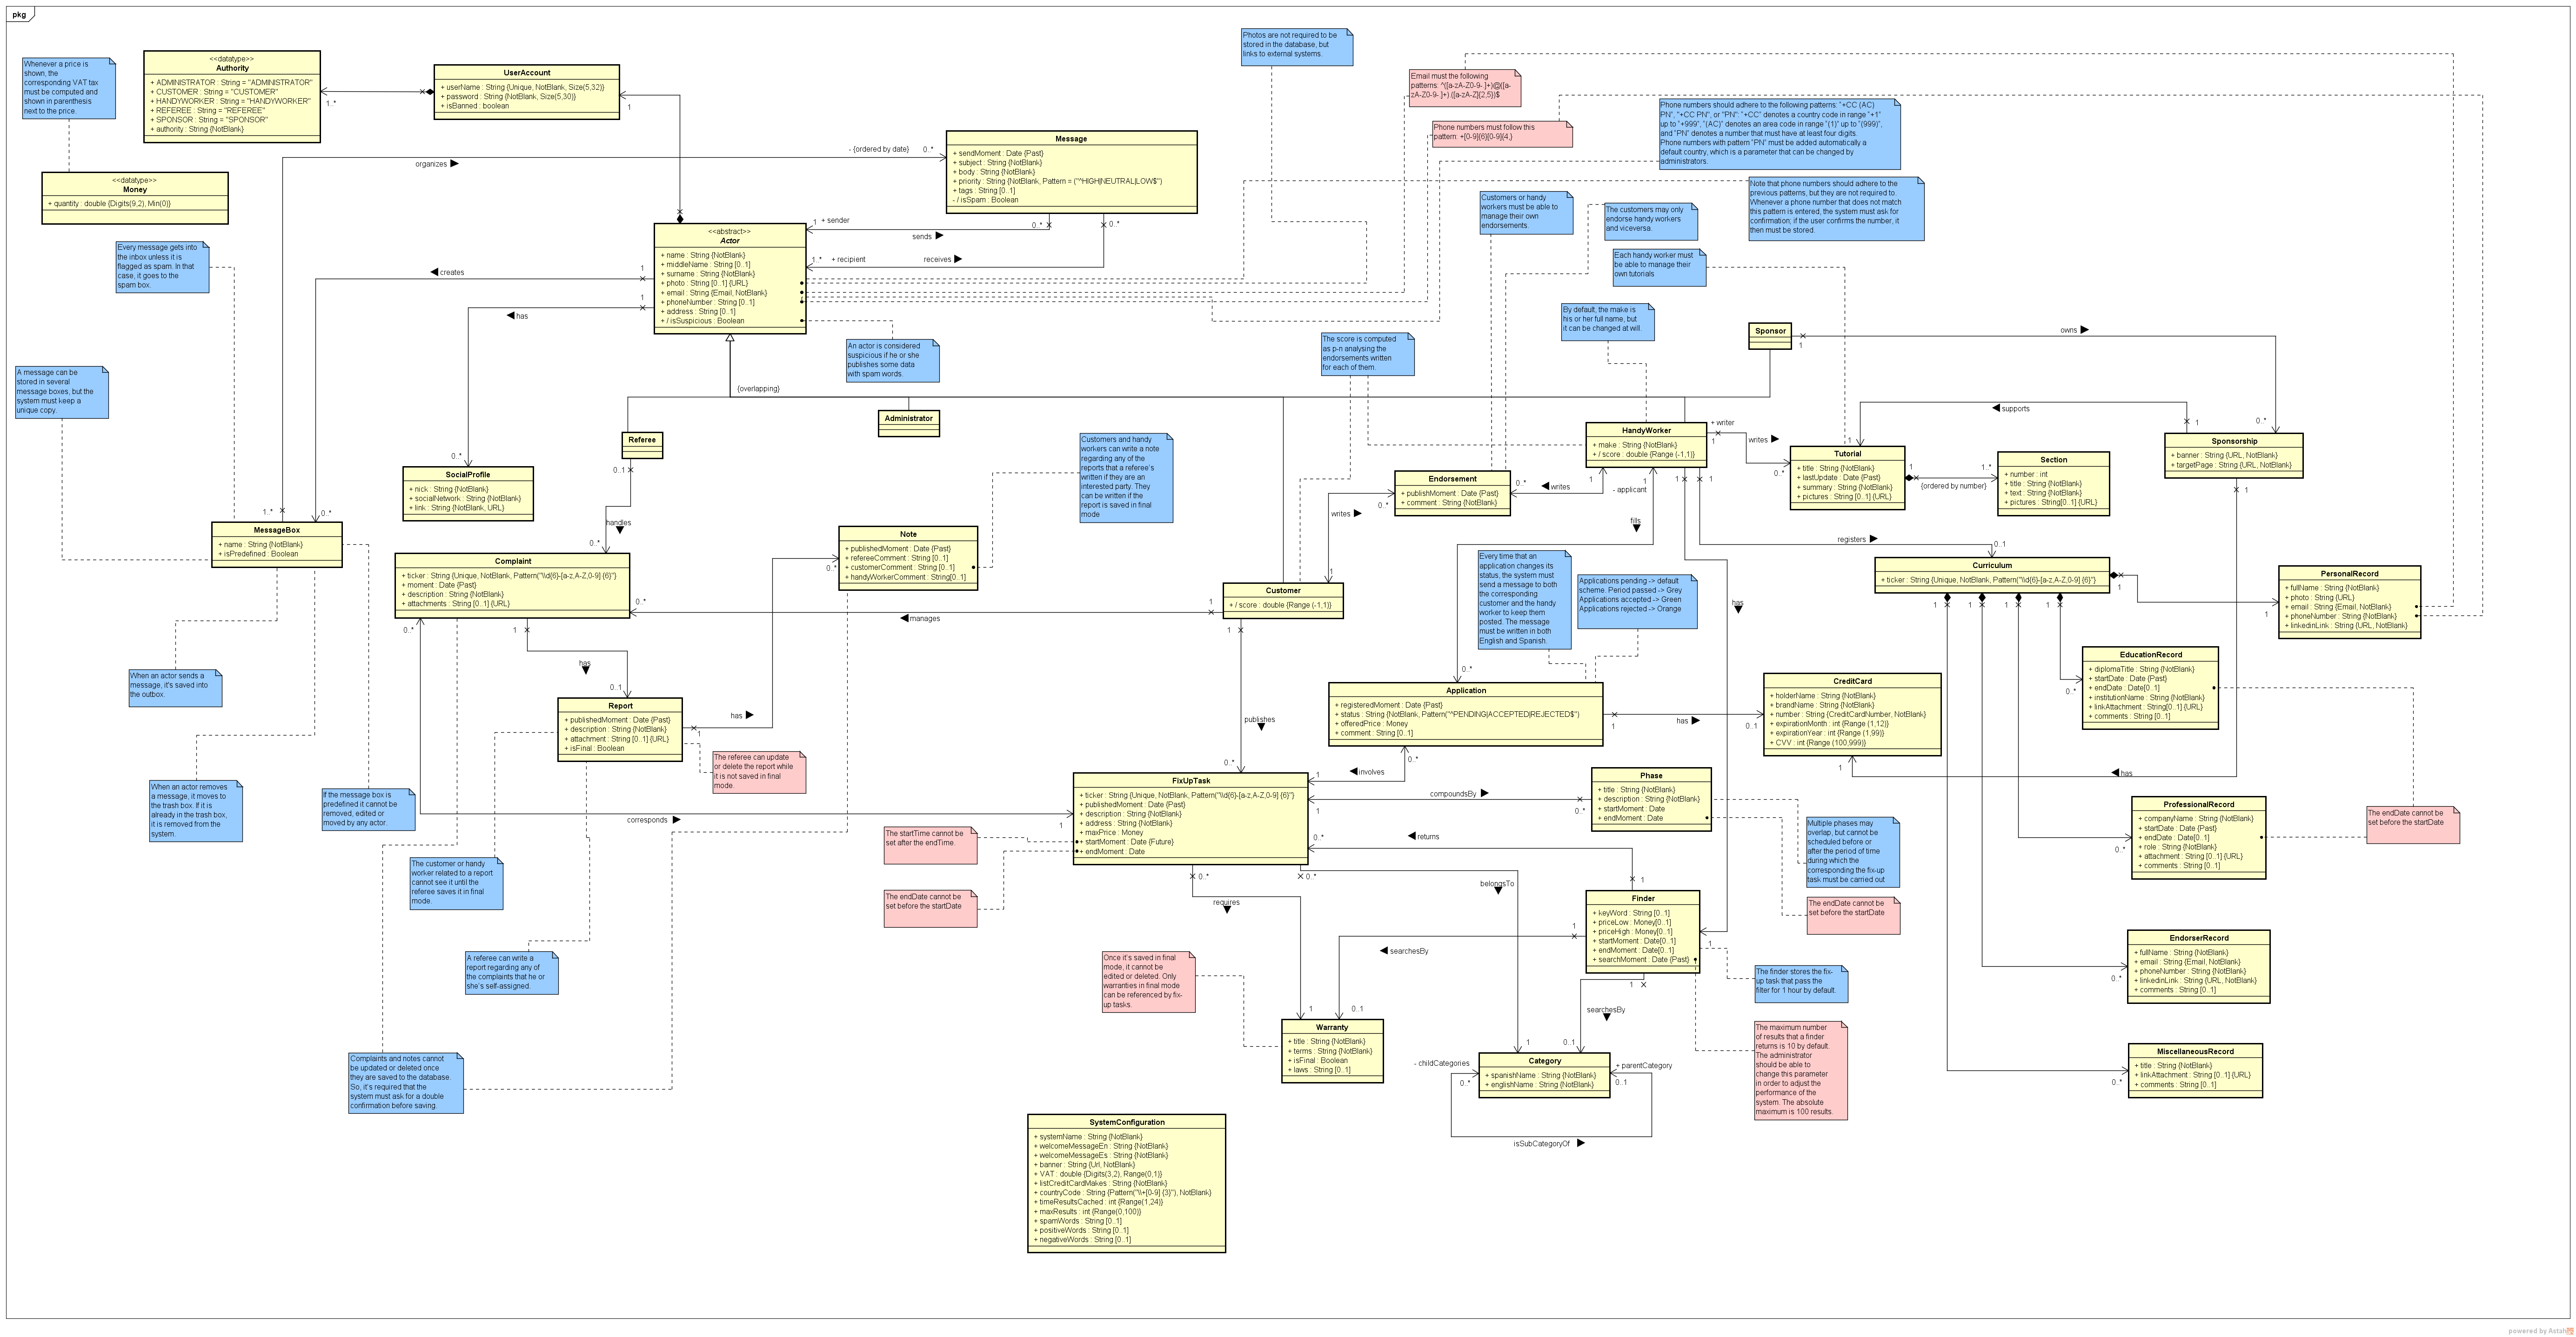 pkg
Whenever a price is
shown, the
corresponding VAT tax
must be computed and
shown in parenthesis
next to the price.
<<datatype>>
Authority
+ ADMINISTRATOR : String = "ADMINISTRATOR"
+ CUSTOMER : String = "CUSTOMER"
+ HANDYWORKER : String = "HANDYWORKER"
+ REFEREE : String = "REFEREE"
+ SPONSOR : String = "SPONSOR"
+ authority : String {NotBlank}
1..*
UserAccount
+ userName : String {Unique, NotBlank, Size(5,32)}
+ password : String {NotBlank, Size(5,30)}
+ isBanned : boolean
1
<<datatype>>
Money
+ quantity : double {Digits(9,2), Min(0)}
organizes
- {ordered by date}
0..*
Message
+ sendMoment : Date {Past}
+ subject : String {NotBlank}
+ body : String {NotBlank}
+ priority : String {NotBlank, Pattern = ("^HIGH|NEUTRAL|LOW$")
+ tags : String [0..1]
- / isSpam : Boolean
1
+ sender
sends
0..*
0..*
1..*
+ recipient
receives
Photos are not required to be
stored in the database, but
links to external systems.
Email must the following
patterns: ^([a-zA-Z0-9- ]+)@([a-
zA-Z0-9- ]+).([a-zA-Z]{2,5})$
Phone numbers must follow this
pattern: +[0-9]{6}[0-9]{4,}
Phone numbers should adhere to the following patterns: "+CC (AC)
PN", "+CC PN", or "PN": "+CC" denotes a country code in range "+1"
up to "+999", "(AC)" denotes an area code in range "(1)" up to "(999)",
and "PN" denotes a number that must have at least four digits.
Phone numbers with pattern "PN" must be added automatically a
default country, which is a parameter that can be changed by
administrators.
Note that phone numbers should adhere to the
previous patterns, but they are not required to.
Whenever a phone number that does not match
this pattern is entered, the system must ask for
confirmation; if the user confirms the number, it
then must be stored.
Customers or handy
workers must be able to
manage their own
endorsements.
The customers may only
endorse handy workers
and viceversa.
Each handy worker must
be able to manage their
own tutorials
By default, the make is
his or her full name, but
it can be changed at will.
The score is computed
as p-n analysing the
endorsements written
for each of them.
Every message gets into
the inbox unless it is
flagged as spam. In that
case, it goes to the
spam box.
<<abstract>>
Actor
+ name : String {NotBlank}
+ middleName : String [0..1]
+ surname : String {NotBlank}
+ photo : String [0..1] {URL}
+ email : String {Email, NotBlank}
+ phoneNumber : String [0..1]
+ address : String [0..1]
+ / isSuspicious : Boolean
creates
1
1
has
An actor is considered
suspicious if he or she
publishes some data
with spam words.
{overlapping}
A message can be
stored in several
message boxes, but the
system must keep a
unique copy.
Sponsor
1
owns
0..*
Administrator
Referee
0..1
handles
0..*
0..*
SocialProfile
+ nick : String {NotBlank}
+ socialNetwork : String {NotBlank}
+ link : String {NotBlank, URL}
Customers and handy
workers can write a note
regarding any of the
reports that a referee's
written if they are an
interested party. They
can be written if the
report is saved in final
mode
HandyWorker
+ make : String {NotBlank}
+ / score : double {Range (-1,1)}
+ writer
1
writes
0..*
Tutorial
+ title : String {NotBlank}
+ lastUpdate : Date {Past}
+ summary : String {NotBlank}
+ pictures : String [0..1] {URL}
1
supports
1
Sponsorship
+ banner : String {URL, NotBlank}
+ targetPage : String {URL, NotBlank}
1
1
{ordered by number}
1..*
Section
+ number : int
+ title : String {NotBlank}
+ text : String {NotBlank}
+ pictures : String[0..1] {URL}
Endorsement
+ publishMoment : Date {Past}
+ comment : String {NotBlank}
0..*
writes
1
- applicant
1
1
1
0..*
writes
1
fills
registers
0..1
1..*
0..*
MessageBox
+ name : String {NotBlank}
+ isPredefined : Boolean
Note
+ publishedMoment : Date {Past}
+ refereeComment : String [0..1]
+ customerComment : String [0..1]
+ handyWorkerComment : String[0..1]
0..*
Complaint
+ ticker : String {Unique, NotBlank, Pattern("\\d{6}-[a-z,A-Z,0-9] {6}")
+ moment : Date {Past}
+ description : String {NotBlank}
+ attachments : String [0..1] {URL}
0..*
manages
1
0..*
1
Customer
+ / score : double {Range (-1,1)}
1
Every time that an
application changes its
status, the system must
send a message to both
the corresponding
customer and the handy
worker to keep them
posted. The message
must be written in both
English and Spanish.
Applications pending -> default
scheme. Period passed -> Grey
Applications accepted -> Green
Applications rejected -> Orange
has
Curriculum
+ ticker : String {Unique, NotBlank, Pattern("\\d{6}-[a-z,A-Z,0-9] {6}")
1
1
1
1
1
1
PersonalRecord
+ fullName : String {NotBlank}
+ photo : String {URL}
+ email : String {Email, NotBlank}
+ phoneNumber : String {NotBlank}
+ linkedinLink : String {URL, NotBlank}
When an actor sends a
message, it's saved into
the outbox.
has
0..1
Report
+ publishedMoment : Date {Past}
+ description : String {NotBlank}
+ attachment : String [0..1] {URL}
+ isFinal : Boolean
1
has
The referee can update
or delete the report while
it is not saved in final
mode.
publishes
0..*
0..*
Application
+ registeredMoment : Date {Past}
+ status : String {NotBlank, Pattern("^PENDING|ACCEPTED|REJECTED$")
+ offeredPrice : Money
+ comment : String [0..1]
1
has
0..1
CreditCard
+ holderName : String {NotBlank}
+ brandName : String {NotBlank}
+ number : String {CreditCardNumber, NotBlank}
+ expirationMonth : int {Range (1,12)}
+ expirationYear : int {Range (1,99)}
+ CVV : int {Range (100,999)}
1
has
EducationRecord
+ diplomaTitle : String {NotBlank}
+ startDate : Date {Past}
+ endDate : Date[0..1]
+ institutionName : String {NotBlank}
+ linkAttachment : String[0..1] {URL}
+ comments : String [0..1]
0..*
When an actor removes
a message, it moves to
the trash box. If it is
already in the trash box,
it is removed from the
system.
If the message box is
predefined it cannot be
removed, edited or
moved by any actor.
corresponds
1
FixUpTask
+ ticker : String {Unique, NotBlank, Pattern("\\d{6}-[a-z,A-Z,0-9] {6}")
+ publishedMoment : Date {Past}
+ description : String {NotBlank}
+ address : String {NotBlank}
+ maxPrice : Money
+ startMoment : Date {Future}
+ endMoment : Date
1
involves
0..*
1
compoundsBy
0..*
Phase
+ title : String {NotBlank}
+ description : String {NotBlank}
+ startMoment : Date
+ endMoment : Date
0..*
returns
1
The startTime cannot be
set after the endTime.
The endDate cannot be
set before the startDate
Multiple phases may
overlap, but cannot be
scheduled before or
after the period of time
during which the
corresponding the fix-up
task must be carried out
The endDate cannot be
set before the startDate
ProfessionalRecord
+ companyName : String {NotBlank}
+ startDate : Date {Past}
+ endDate : Date[0..1]
+ role : String {NotBlank}
+ attachment : String [0..1] {URL}
+ comments : String [0..1]
0..*
The endDate cannot be
set before the startDate
The customer or handy
worker related to a report
cannot see it until the
referee saves it in final
mode.
0..*
requires
0..*
belongsTo
Finder
+ keyWord : String [0..1]
+ priceLow : Money[0..1]
+ priceHigh : Money[0..1]
+ startMoment : Date[0..1]
+ endMoment : Date[0..1]
+ searchMoment : Date {Past}
1
1
searchesBy
1
searchesBy
The finder stores the fix-
up task that pass the
filter for 1 hour by default.
A referee can write a
report regarding any of
the complaints that he or
she's self-assigned.
Once it's saved in final
mode, it cannot be
edited or deleted. Only
warranties in final mode
can be referenced by fix-
up tasks.
1
0..1
Warranty
+ title : String {NotBlank}
+ terms : String {NotBlank}
+ isFinal : Boolean
+ laws : String [0..1]
1
0..1
- childCategories
0..*
Category
+ spanishName : String {NotBlank}
+ englishName : String {NotBlank}
+ parentCategory
0..1
isSubCategoryOf
The maximum number
of results that a finder
returns is 10 by default.
The administrator
should be able to
change this parameter
in order to adjust the
performance of the
system. The absolute
maximum is 100 results.
EndorserRecord
+ fullName : String {NotBlank}
+ email : String {Email, NotBlank}
+ phoneNumber : String {NotBlank}
+ linkedinLink : String {URL, NotBlank}
+ comments : String [0..1]
0..*
MiscellaneousRecord
+ title : String {NotBlank}
+ linkAttachment : String [0..1] {URL}
+ comments : String [0..1]
0..*
Complaints and notes cannot
be updated or deleted once
they are saved to the database.
So, it's required that the
system must ask for a double
confirmation before saving.
SystemConfiguration
+ systemName : String {NotBlank}
+ welcomeMessageEn : String {NotBlank}
+ welcomeMessageEs : String {NotBlank}
+ banner : String {Url, NotBlank}
+ VAT : double {Digits(3,2), Range(0,1)}
+ listCreditCardMakes : String {NotBlank}
+ countryCode : String {Pattern("\\+[0-9] {3}"), NotBlank}
+ timeResultsCached : int {Range(1,24)}
+ maxResults : int {Range(0,100)}
+ spamWords : String [0..1]
+ positiveWords : String [0..1]
+ negativeWords : String [0..1]
powered by Astah